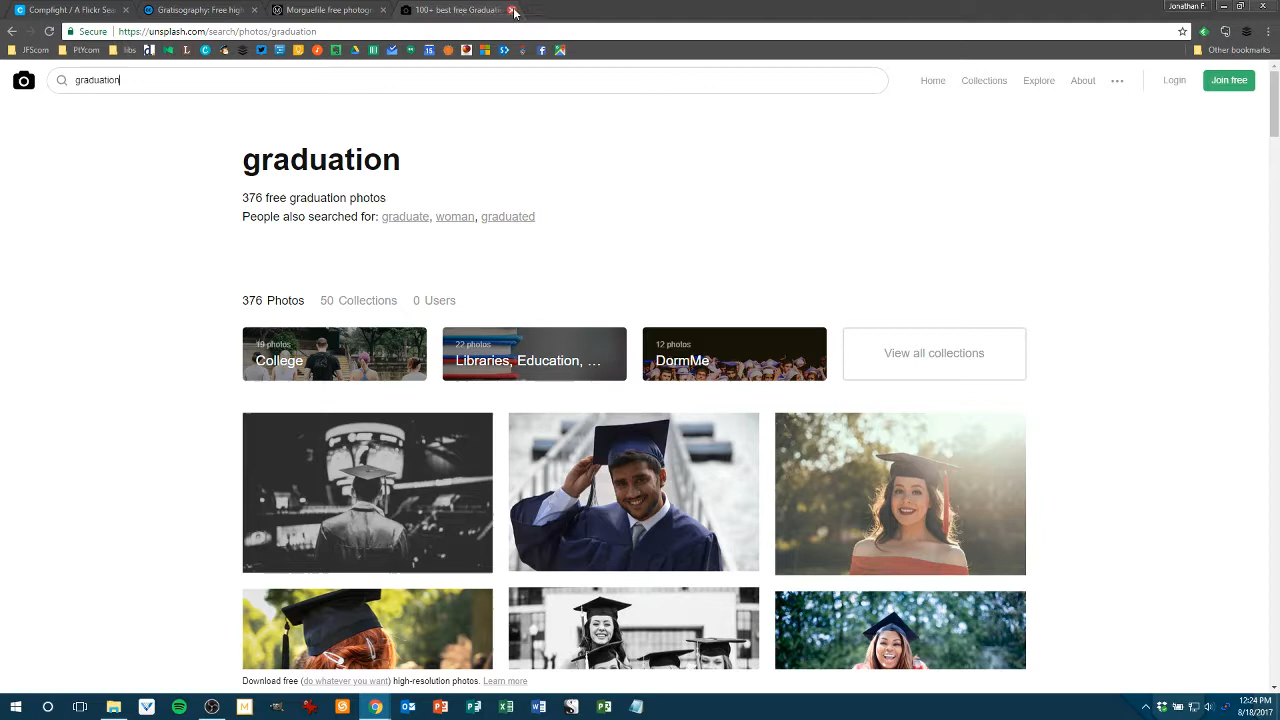 Complight / A flickr Sea
Gratisography: Free high
Morguefile free photogra
100+ best free Graduatio
Jonathan F.
Secure
https://unsplash.com/search/photos/graduation
JFScom
PIYcom
libs
Other bookmarks
graduation
Home
Collections
Explore
About
Login
Join free
graduation
376 free graduation photos
People also searched for: graduate, woman, graduated
376 Photos
50 Collections
0 Users
19 photos
College
22 photos
Libraries, Education, …
12 photos
DormMe
View all collections
Download free (do whatever you want) high-resolution photos. Learn more
12:24 PM
8/18/2017